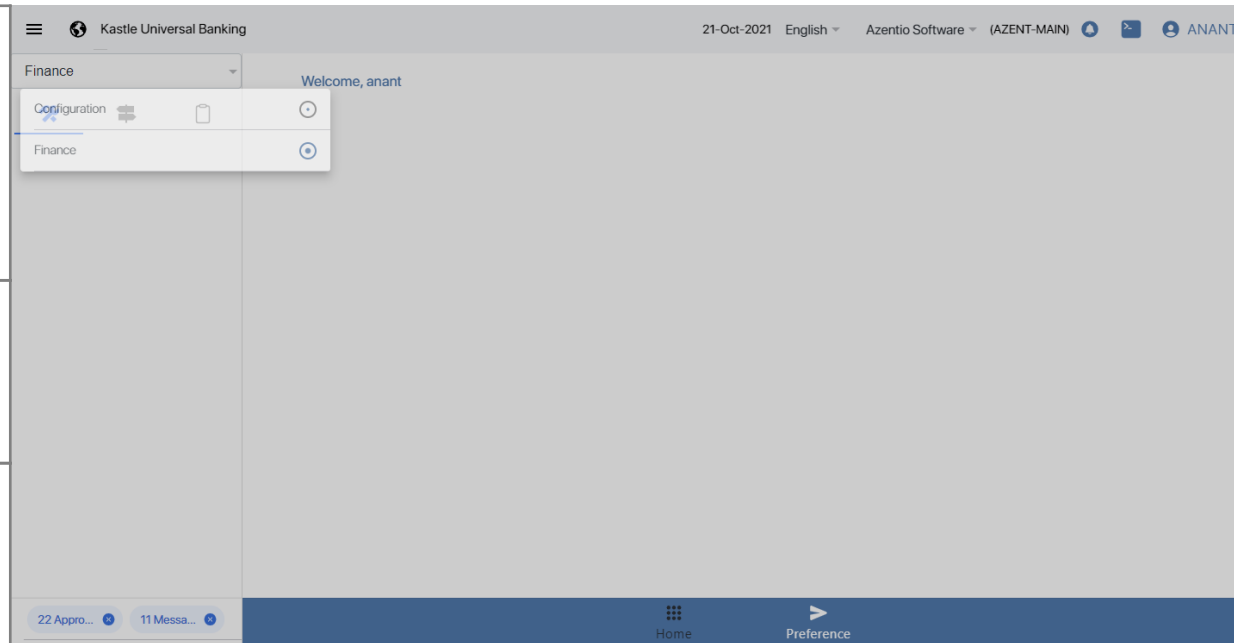 Kastle Universal Banking
21-Oct-2021 English Azentio Software (AZENT-MAIN) ANANT
Finance
Welcome, anant
Configuration
Finance
22 Appro... 11 Messa...
Home Preference